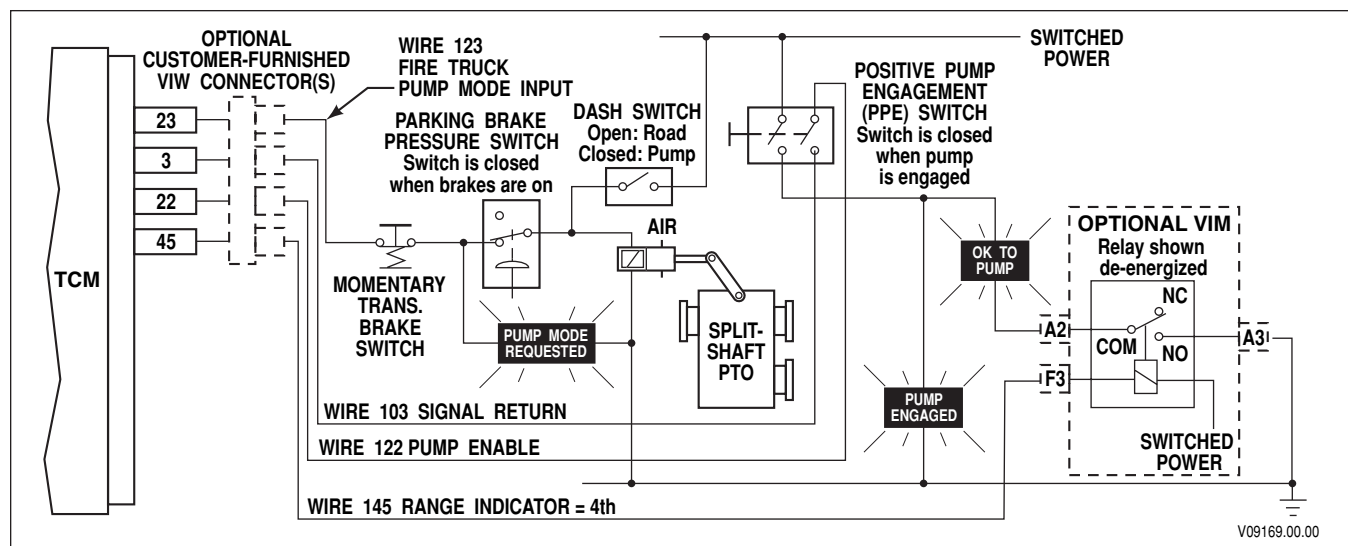 OPTIONAL
CUSTOMER-FURNISHED
VIW CONNECTOR(S)
WIRE 123
FIRE TRUCK
PUMP MODE INPUT
SWITCHED
POWER
23
3
22
45
TCM
PARKING BRAKE
PRESSURE SWITCH
Switch is closed
when brakes are on
DASH SWITCH
Open: Road
Closed: Pump
POSITIVE PUMP
ENGAGEMENT
(PPE) SWITCH
Switch is closed
when pump
is engaged
MOMENTARY
TRANS.
BRAKE
SWITCH
AIR
PUMP MODE
REQUESTED
SPLIT-
SHAFT
PTO
OK TO
PUMP
PUMP
ENGAGED
OPTIONAL VIM
Relay shown
de-energized
NC
COM
NO
A2
A3
F3
SWITCHED
POWER
WIRE 103 SIGNAL RETURN
WIRE 122 PUMP ENABLE
WIRE 145 RANGE INDICATOR = 4th
V09169.00.00